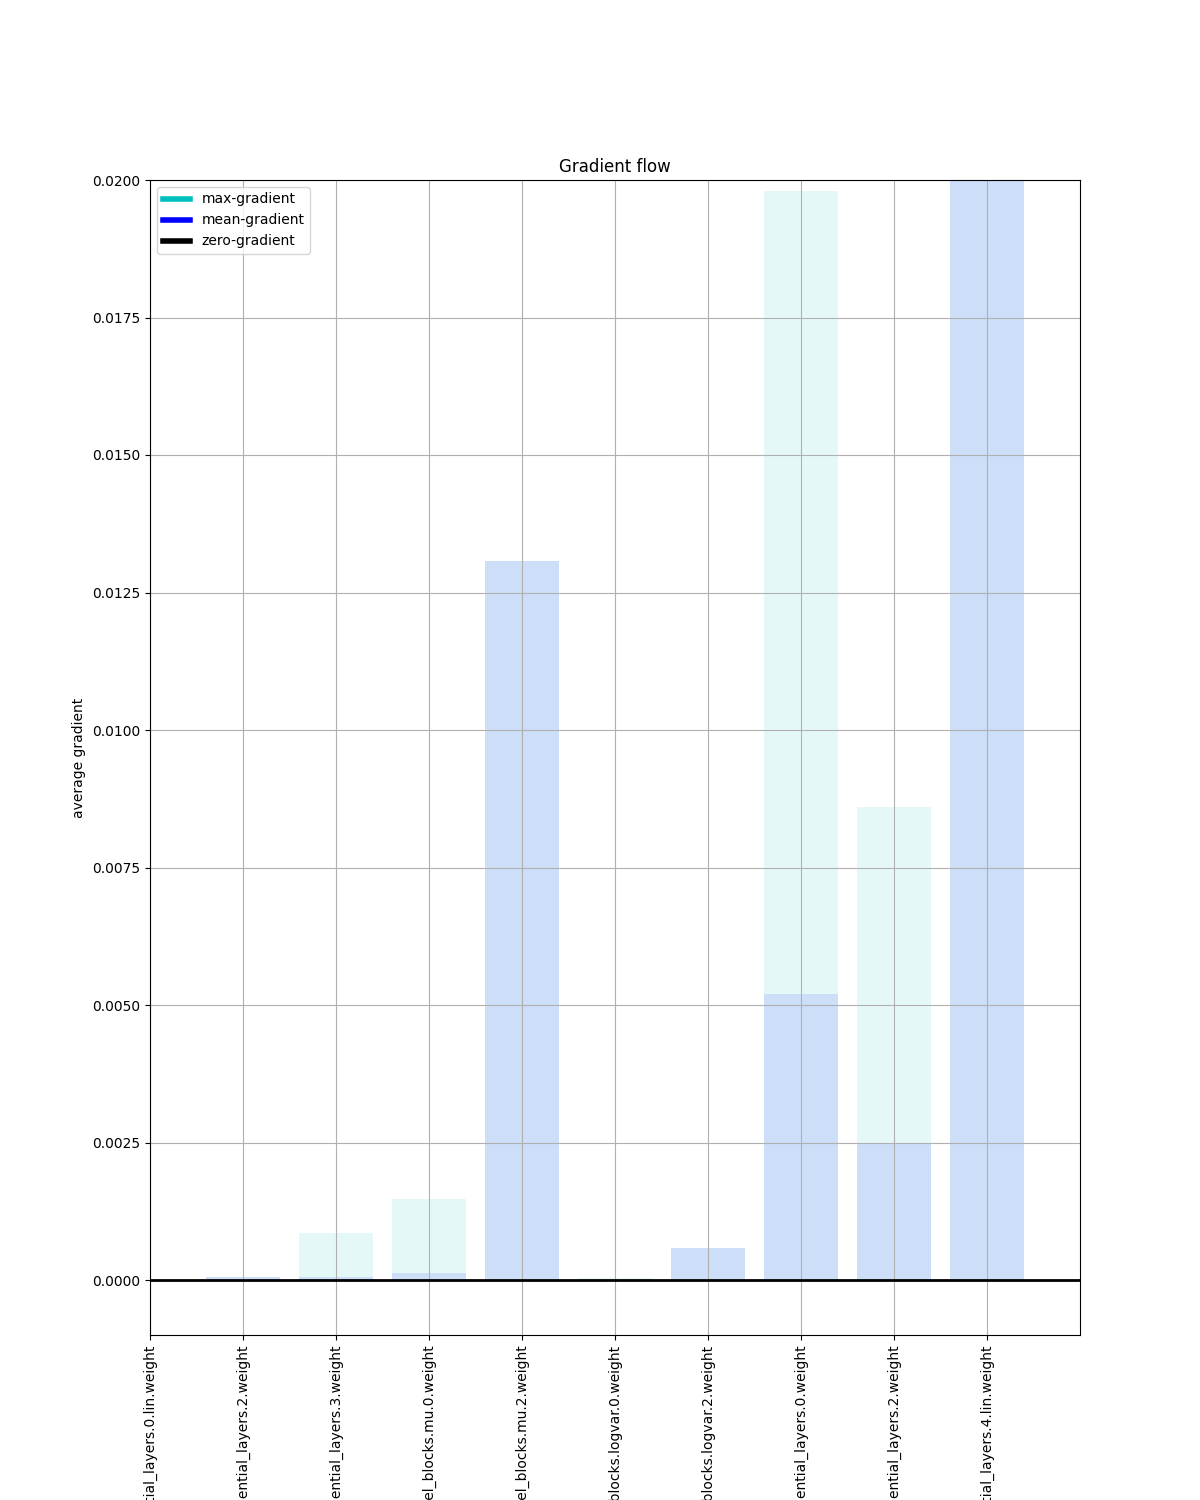 Gradient flow
max-gradient
mean-gradient
zero-gradient
0.0200
0.0175
0.0150
0.0125
0.0100
0.0075
0.0050
0.0025
0.0000
average gradient
tial_layers.0.lin.weight
ential_layers.2.weight
ential_layers.3.weight
el_blocks.mu.0.weight
el_blocks.mu.2.weight
blocks.logvar.0.weight
blocks.logvar.2.weight
ential_layers.0.weight
ential_layers.2.weight
tial_layers.4.lin.weight